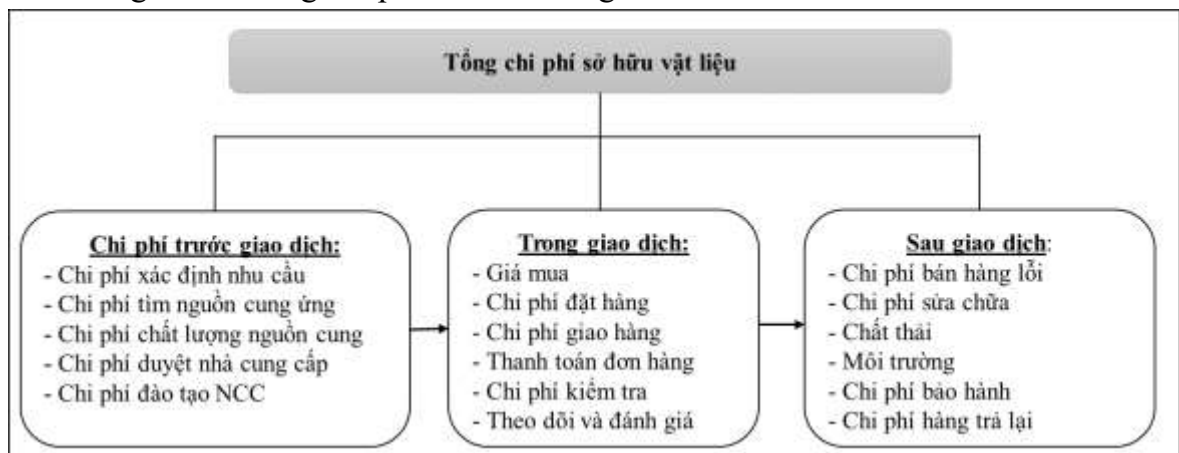 Tổng chi phí sở hữu vật liệu
Chi phí trước giao dịch:
- Chi phí xác định nhu cầu
- Chi phí tìm nguồn cung ứng
- Chi phí chất lượng nguồn cung
- Chi phí duyệt nhà cung cấp
- Chi phí đào tạo NCC
Trong giao dịch:
- Giá mua
- Chi phí đặt hàng
- Chi phí giao hàng
- Thanh toán đơn hàng
- Chi phí kiểm tra
- Theo dõi và đánh giá
Sau giao dịch:
- Chi phí bán hàng lỗi
- Chi phí sửa chữa
- Chất thải
- Môi trường
- Chi phí bảo hành
- Chi phí hàng trả lại